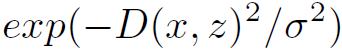 exp(−D(x, z)²/σ²)